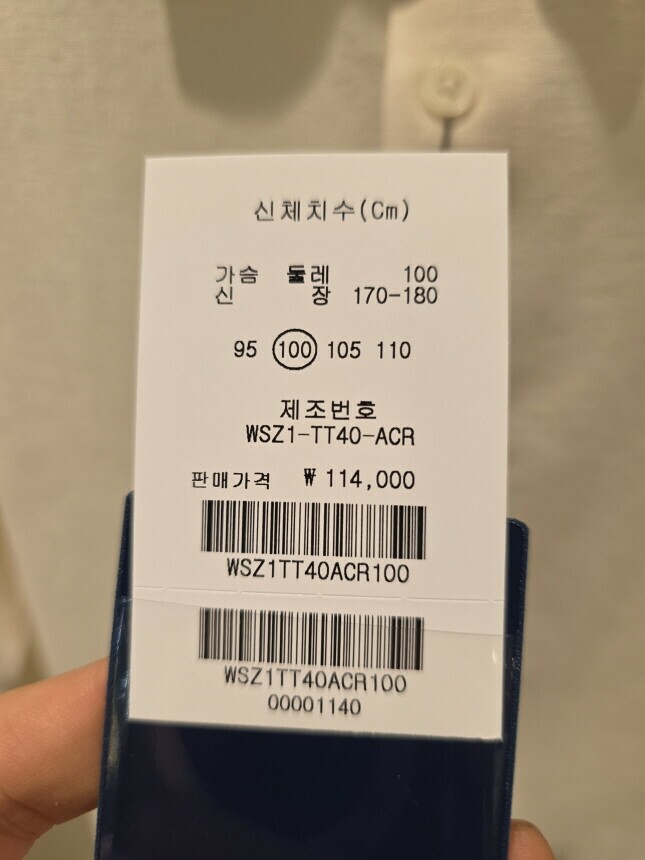 신체치수(Cm)
가슴 둘레 100
신 장 170-180
95 100 105 110
제조번호
WSZ1-TT40-ACR
판매가격 ₩ 114,000
WSZ1TT40ACR100
WSZ1TT40ACR100
00001140